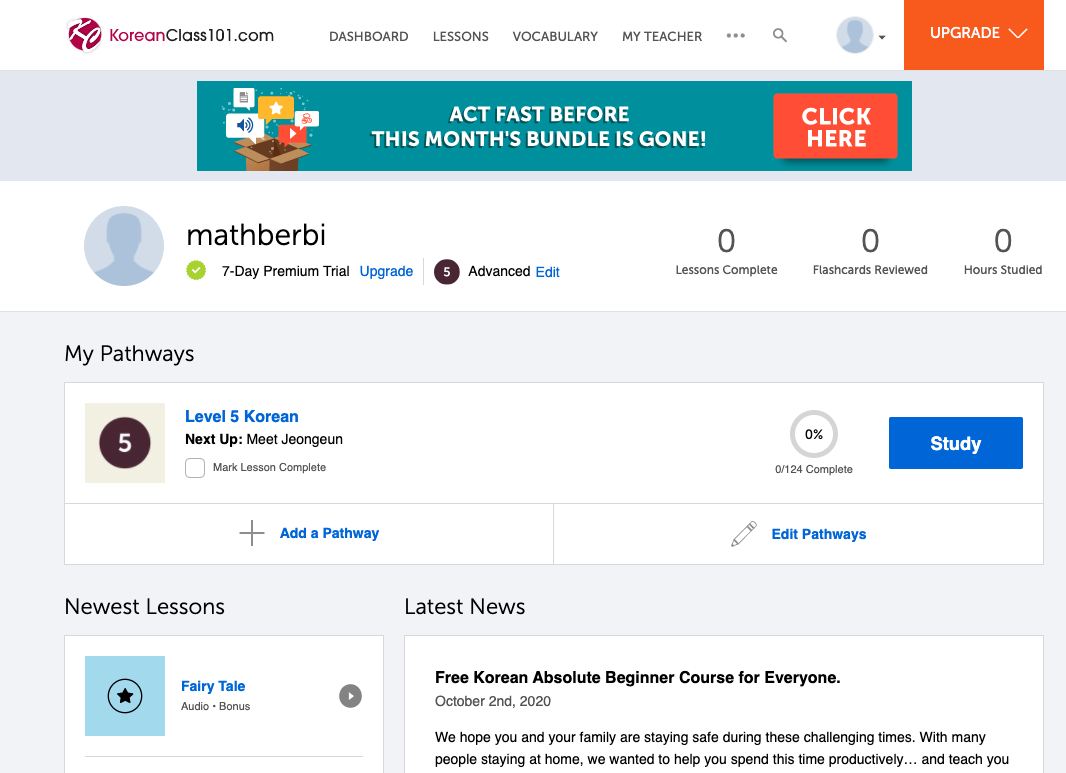 KoreanClass101.com
DASHBOARD LESSONS VOCABULARY MY TEACHER
UPGRADE
ACT FAST BEFORE
THIS MONTH'S BUNDLE IS GONE!
CLICK
HERE
mathberbi
7-Day Premium Trial Upgrade 5 Advanced Edit
0 0 0
Lessons Complete Flashcards Reviewed Hours Studied
My Pathways
5
Level 5 Korean
Next Up: Meet Jeongeun
Mark Lesson Complete
0%
0/124 Complete
Study
Add a Pathway
Edit Pathways
Newest Lessons
Fairy Tale
Audio • Bonus
Latest News
Free Korean Absolute Beginner Course for Everyone.
October 2nd, 2020
We hope you and your family are staying safe during these challenging times. With many
people staying at home, we wanted to help you spend this time productively… and teach you